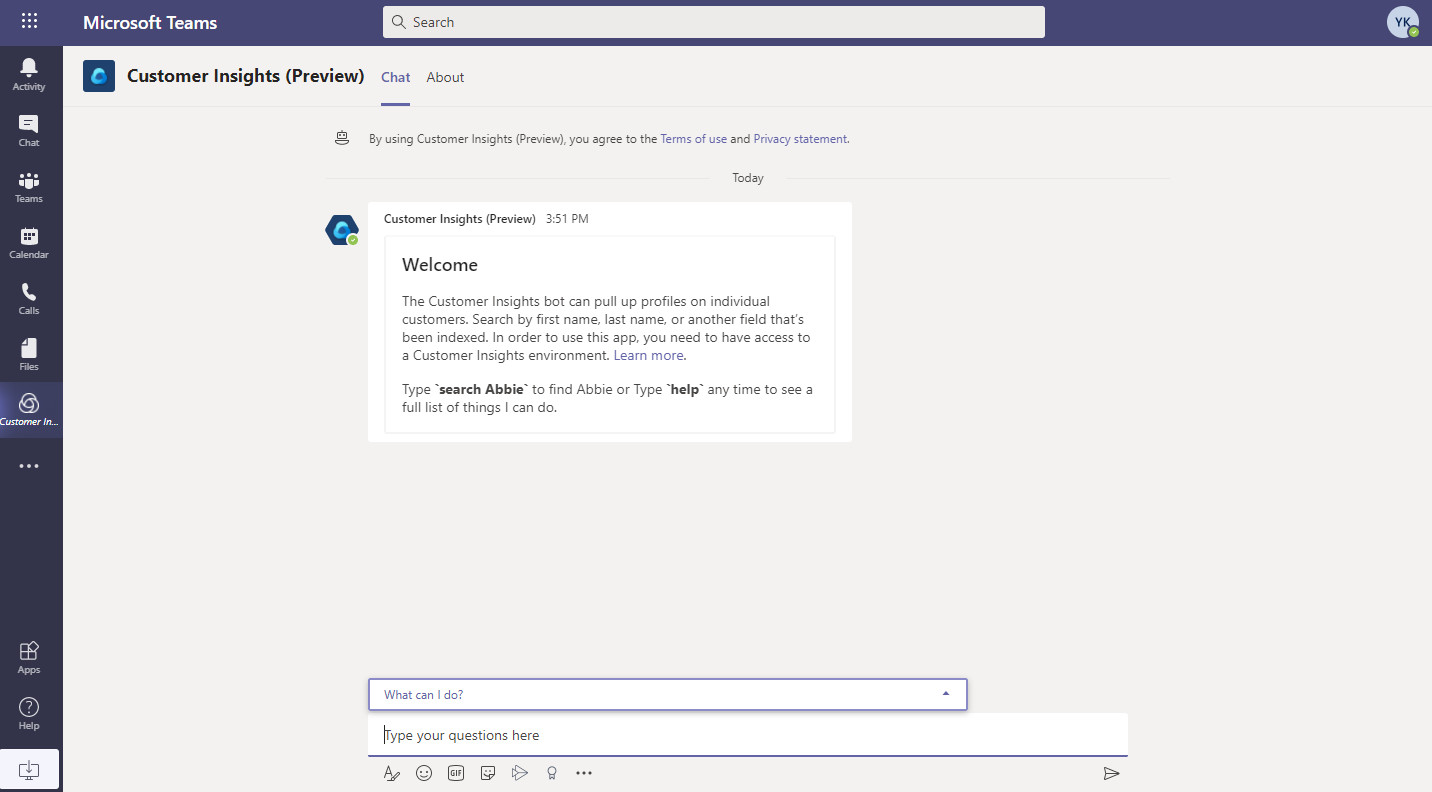 Microsoft Teams
Search
YK
Activity
Chat
Teams
Calendar
Calls
Files
Customer In...
Apps
Help
Customer Insights (Preview)
Chat
About
By using Customer Insights (Preview), you agree to the Terms of use and Privacy statement.
Today
Customer Insights (Preview) 3:51 PM
Welcome
The Customer Insights bot can pull up profiles on individual
customers. Search by first name, last name, or another field that's
been indexed. In order to use this app, you need to have access to
a Customer Insights environment. Learn more.
Type `search Abbie` to find Abbie or Type `help` any time to see a
full list of things I can do.
What can I do?
Type your questions here
GIF